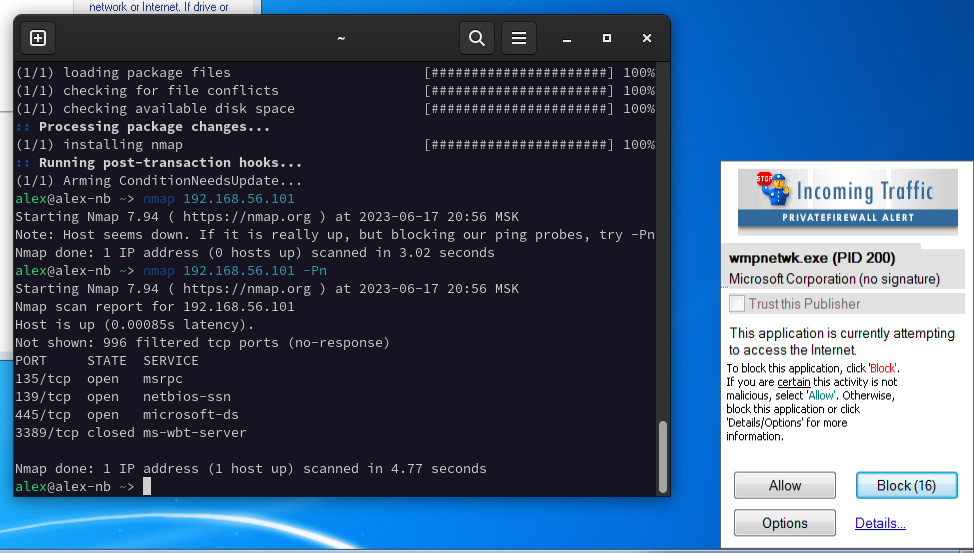 network or Internet. If drive or
~
(1/1) loading package files [######################] 100%
(1/1) checking for file conflicts [######################] 100%
(1/1) checking available disk space [######################] 100%
:: Processing package changes...
(1/1) installing nmap [######################] 100%
:: Running post-transaction hooks...
(1/1) Arming ConditionNeedsUpdate...
alex@alex-nb ~> nmap 192.168.56.101
Starting Nmap 7.94 ( https://nmap.org ) at 2023-06-17 20:56 MSK
Note: Host seems down. If it is really up, but blocking our ping probes, try -Pn
Nmap done: 1 IP address (0 hosts up) scanned in 3.02 seconds
alex@alex-nb ~> nmap 192.168.56.101 -Pn
Starting Nmap 7.94 ( https://nmap.org ) at 2023-06-17 20:56 MSK
Nmap scan report for 192.168.56.101
Host is up (0.00085s latency).
Not shown: 996 filtered tcp ports (no-response)
PORT STATE SERVICE
135/tcp open msrpc
139/tcp open netbios-ssn
445/tcp open microsoft-ds
3389/tcp closed ms-wbt-server
Nmap done: 1 IP address (1 host up) scanned in 4.77 seconds
alex@alex-nb ~>
STOP
Incoming Traffic
PRIVATEFIREWALL ALERT
wmpnetwk.exe (PID 200)
Microsoft Corporation (no signature)
Trust this Publisher
This application is currently attempting
to access the Internet.
To block this application, click 'Block'.
If you are certain this activity is not
malicious, select 'Allow'. Otherwise,
block this application or click
'Details/Options' for more
information.
Allow
Block (16)
Options
Details...